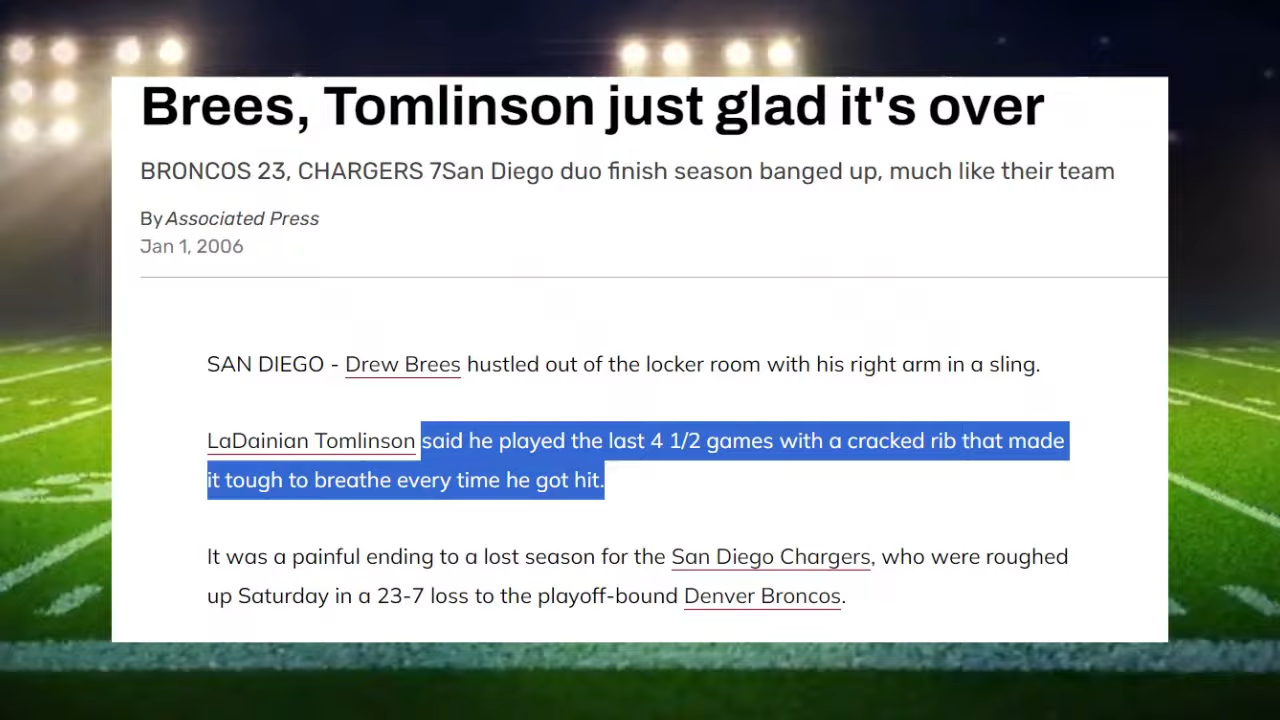 Brees, Tomlinson just glad it's over
BRONCOS 23, CHARGERS 7San Diego duo finish season banged up, much like their team
By Associated Press
Jan 1, 2006
SAN DIEGO - Drew Brees hustled out of the locker room with his right arm in a sling.
LaDainian Tomlinson said he played the last 4 1/2 games with a cracked rib that made
it tough to breathe every time he got hit.
It was a painful ending to a lost season for the San Diego Chargers, who were roughed
up Saturday in a 23-7 loss to the playoff-bound Denver Broncos.